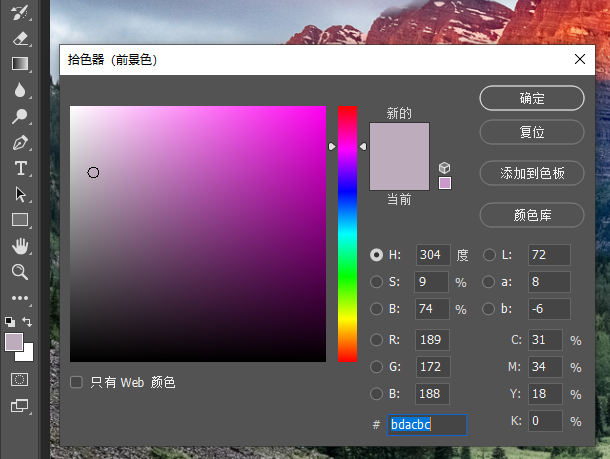 拾色器（前景色）
新的
当前
确定
复位
添加到色板
颜色库
H: 304 度
S: 9 %
B: 74 %
R: 189
G: 172
B: 188
L: 72
a: 8
b: -6
C: 31 %
M: 34 %
Y: 18 %
K: 0 %
只有 Web 颜色
# bdacbc
T